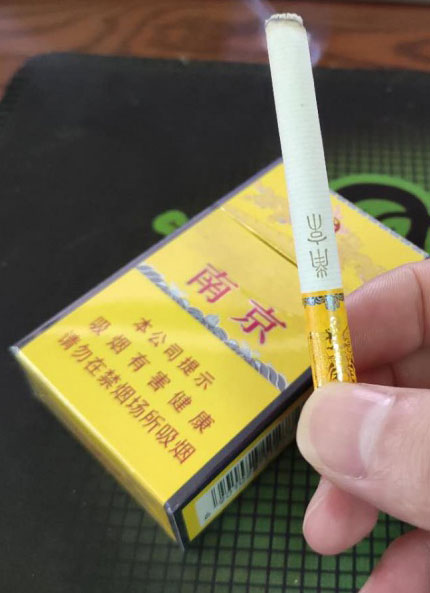 南京
本公司提示
吸烟有害健康
请勿在禁烟场所吸烟